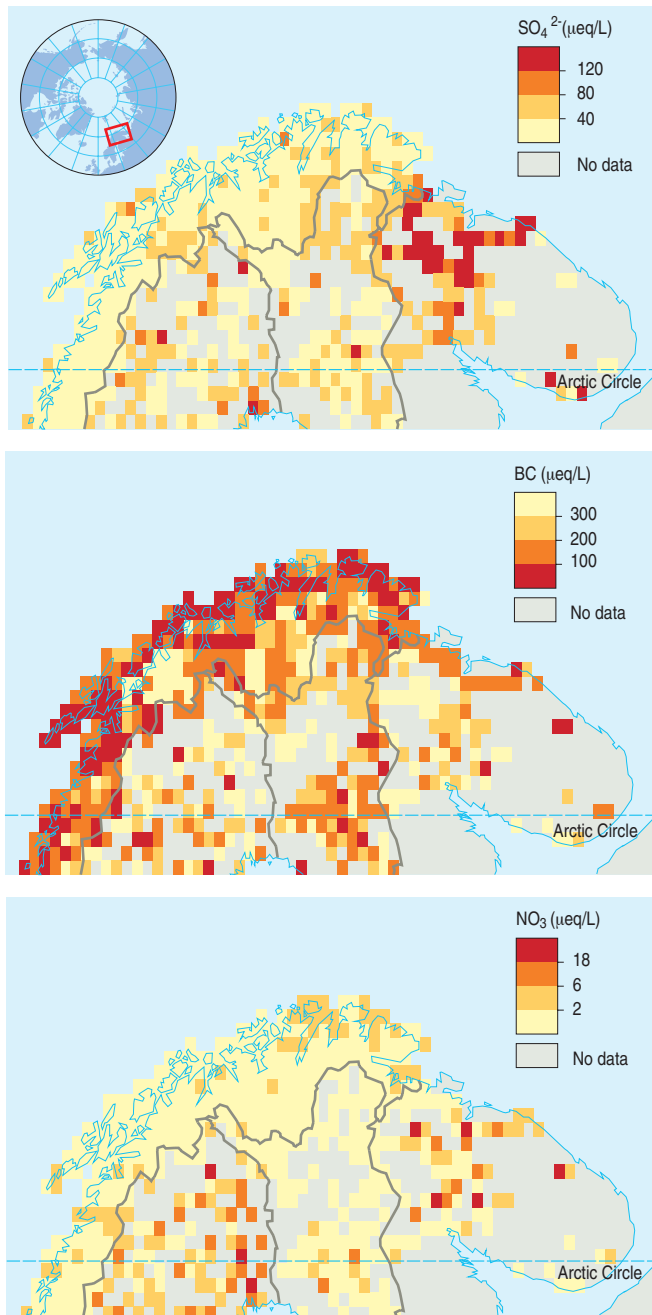 SO₄ ²⁻(µeq/L)
120
80
40
No data
Arctic Circle
BC (µeq/L)
300
200
100
No data
Arctic Circle
NO₃ (µeq/L)
18
6
2
No data
Arctic Circle